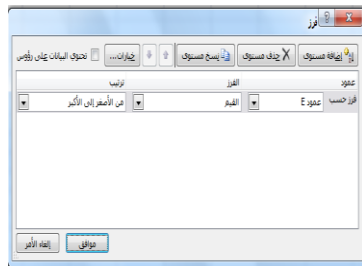 فرز
إضافة مستوى حذف مستوى نسخ مستوى خيارات... تحتوي البيانات على رؤوس
عمود الفرز ترتيب
فرز حسب عمود E القيم من الأصغر إلى الأكبر
موافق إلغاء الأمر